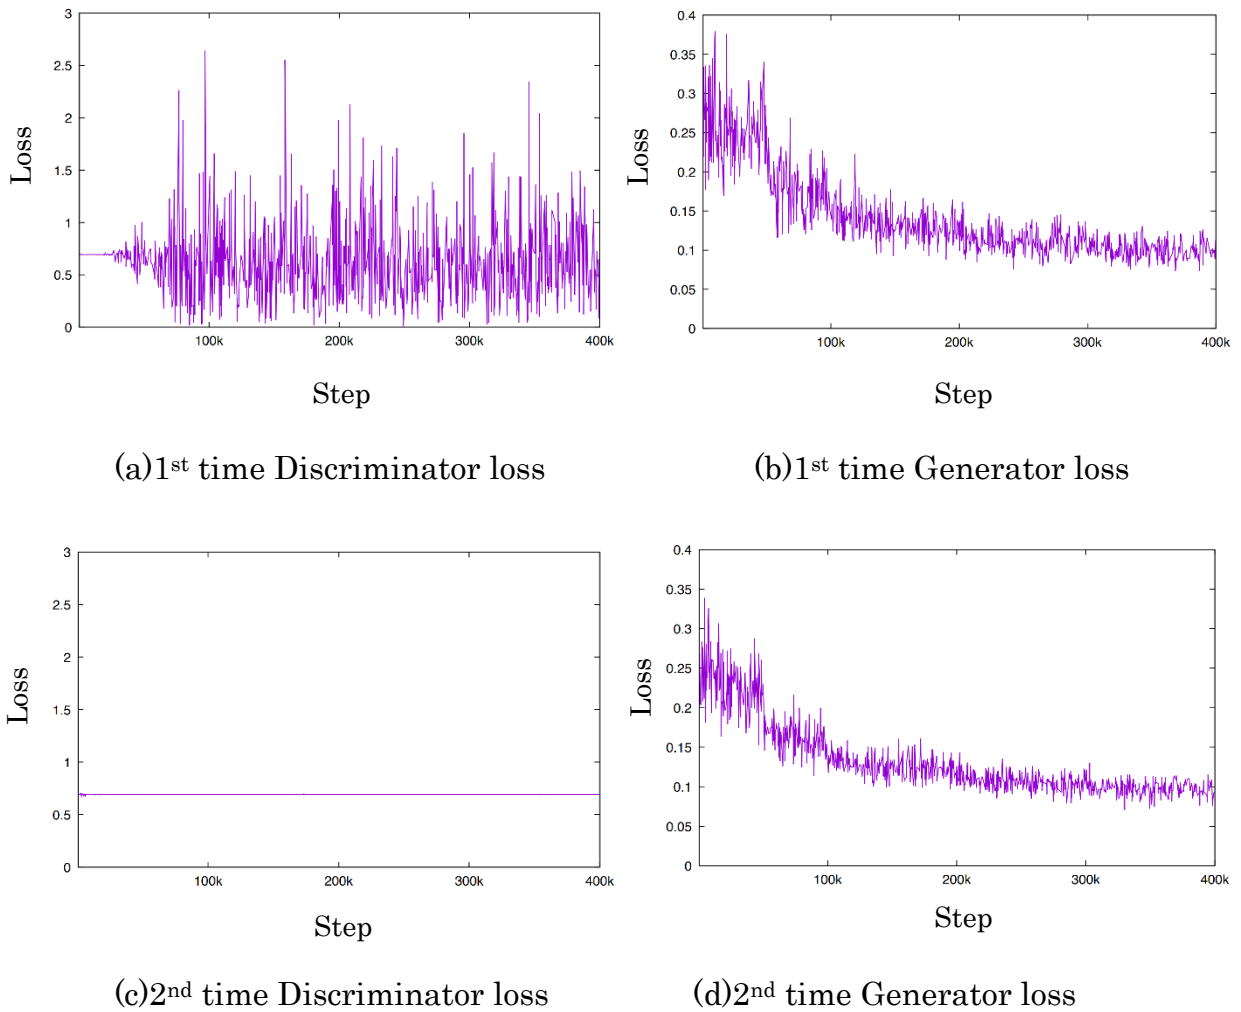 3
2.5
2
1.5
1
0.5
0
Loss
100k 200k 300k 400k
Step
(a)1st time Discriminator loss
0.4
0.35
0.3
0.25
0.2
0.15
0.1
0.05
0
Loss
100k 200k 300k 400k
Step
(b)1st time Generator loss
3
2.5
2
1.5
1
0.5
0
Loss
100k 200k 300k 400k
Step
(c)2nd time Discriminator loss
0.4
0.35
0.3
0.25
0.2
0.15
0.1
0.05
0
Loss
100k 200k 300k 400k
Step
(d)2nd time Generator loss